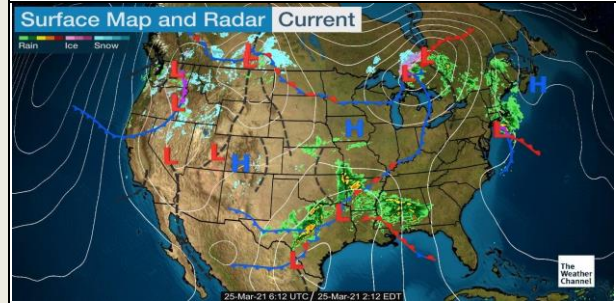 Surface Map and Radar Current
Rain Ice Snow
L
L
L
L
L
L
H
L
L
H
H
L
L
L
L
The
Weather
Channel
25-Mar-21 6:12 UTC / 25-Mar-21 2:12 EDT